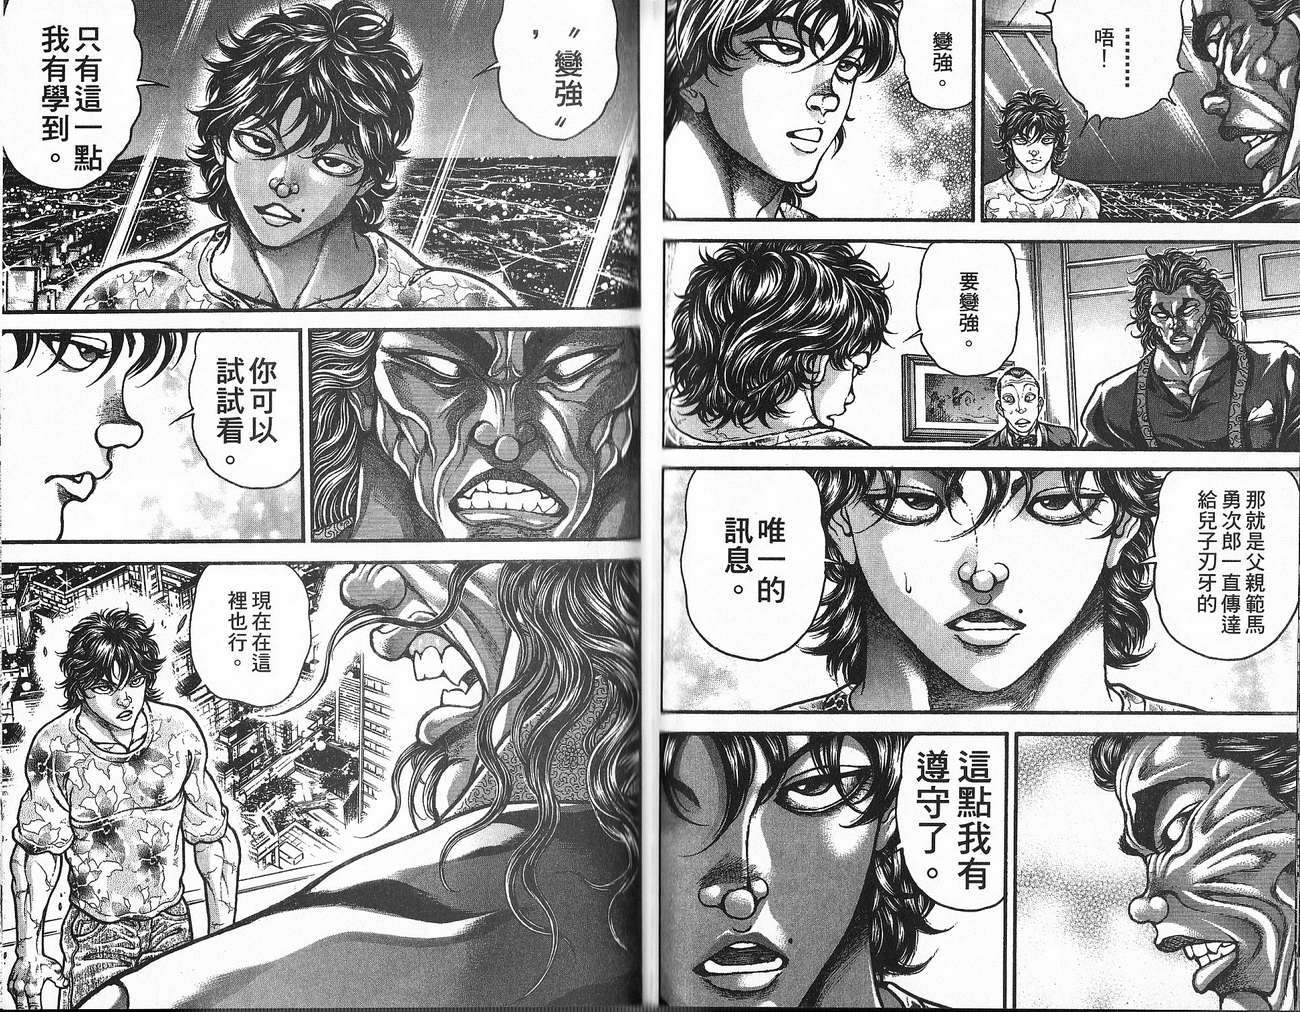 ………
唔！
變強。
要變強。
那就是父親範馬
勇次郎一直傳達
給兒子刃牙的
唯一的
訊息。
這點我有
遵守了。
〝變強〞
，
只有這一點
我有學到。
你可以
試試看。
現在在這
裡也行。